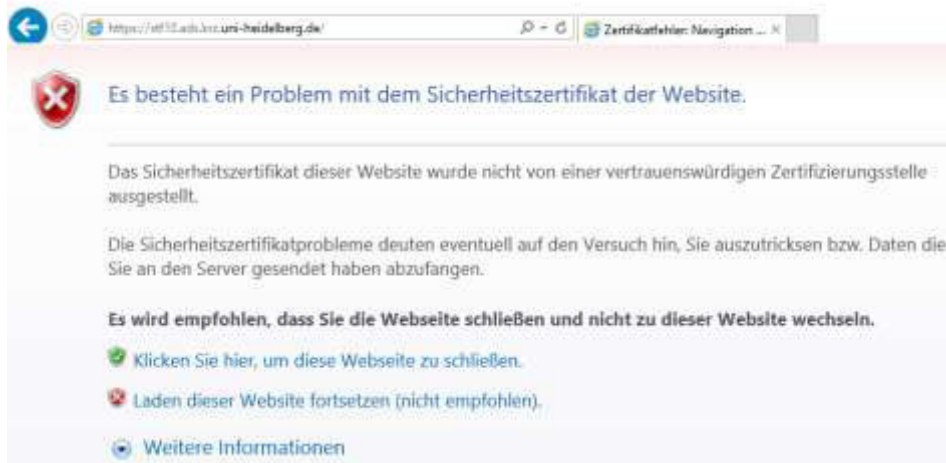 uni-heidelberg.de/
Zertifikatfehler: Navigation ...
Es besteht ein Problem mit dem Sicherheitszertifikat der Website.
Das Sicherheitszertifikat dieser Website wurde nicht von einer vertrauenswürdigen Zertifizierungsstelle
ausgestellt.
Die Sicherheitszertifikatprobleme deuten eventuell auf den Versuch hin, Sie auszutricksen bzw. Daten die
Sie an den Server gesendet haben abzufangen.
Es wird empfohlen, dass Sie die Webseite schließen und nicht zu dieser Website wechseln.
Klicken Sie hier, um diese Webseite zu schließen.
Laden dieser Website fortsetzen (nicht empfohlen).
Weitere Informationen